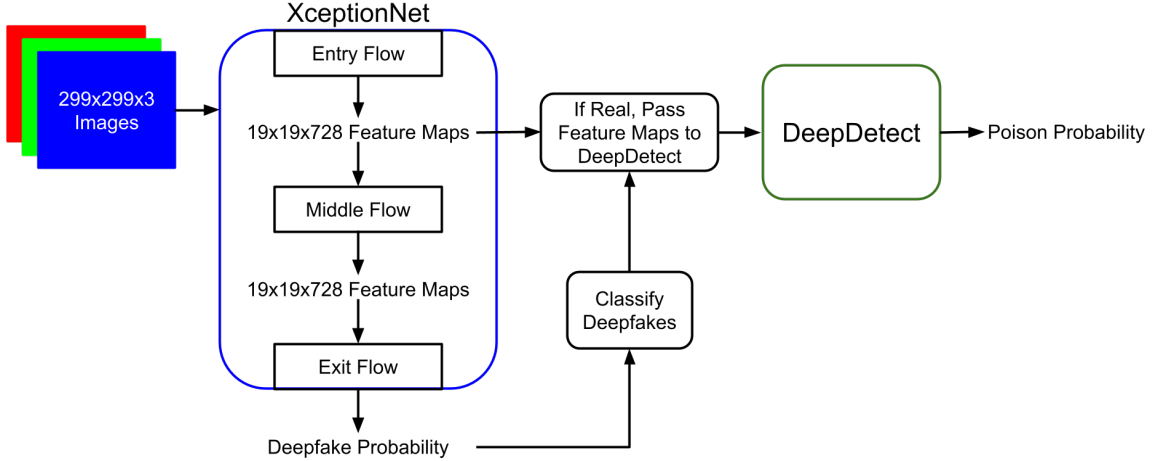 XceptionNet
299x299x3
Images
Entry Flow
19x19x728 Feature Maps
Middle Flow
19x19x728 Feature Maps
Exit Flow
Deepfake Probability
If Real, Pass
Feature Maps to
DeepDetect
Classify
Deepfakes
DeepDetect
Poison Probability